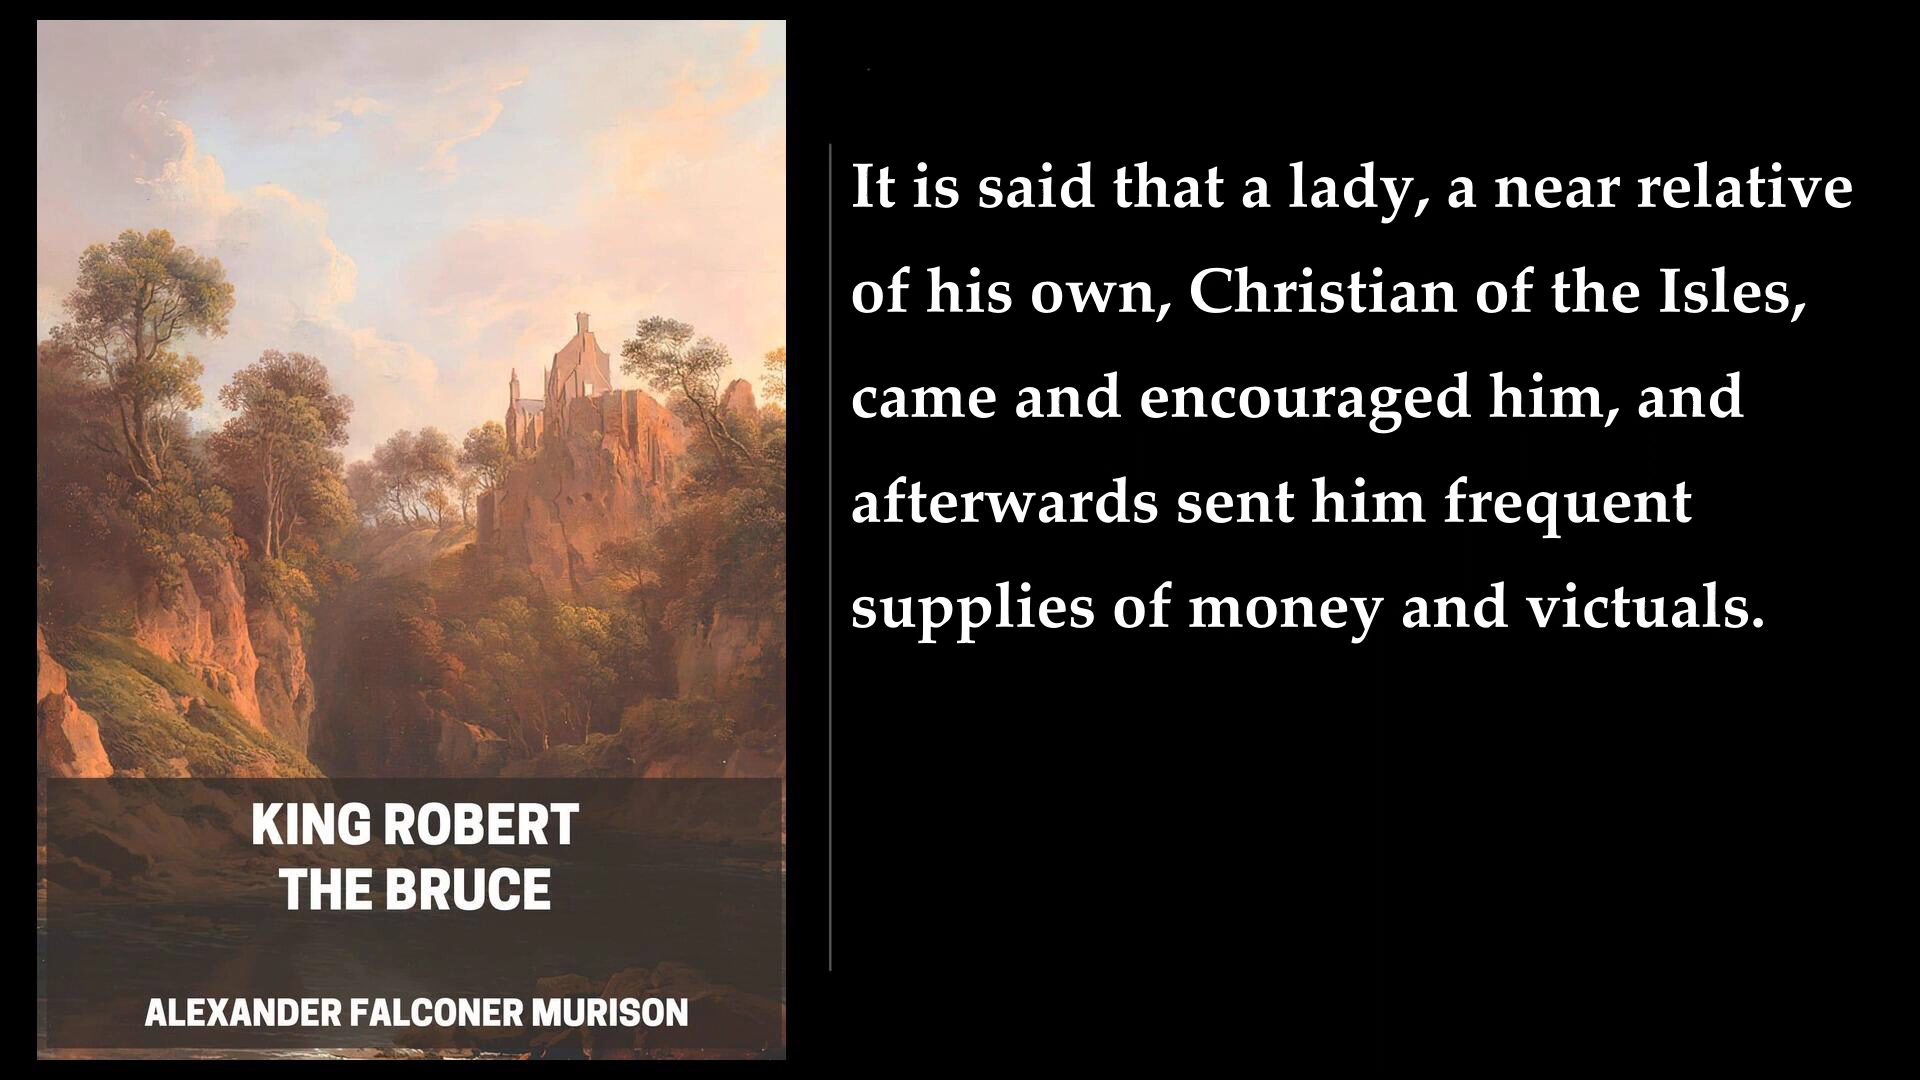 KING ROBERT
THE BRUCE
ALEXANDER FALCONER MURISON
It is said that a lady, a near relative
of his own, Christian of the Isles,
came and encouraged him, and
afterwards sent him frequent
supplies of money and victuals.